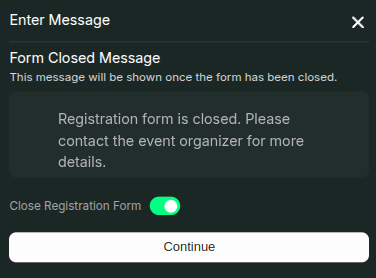 Enter Message
Form Closed Message
This message will be shown once the form has been closed.
Registration form is closed. Please
contact the event organizer for more
details.
Close Registration Form
Continue